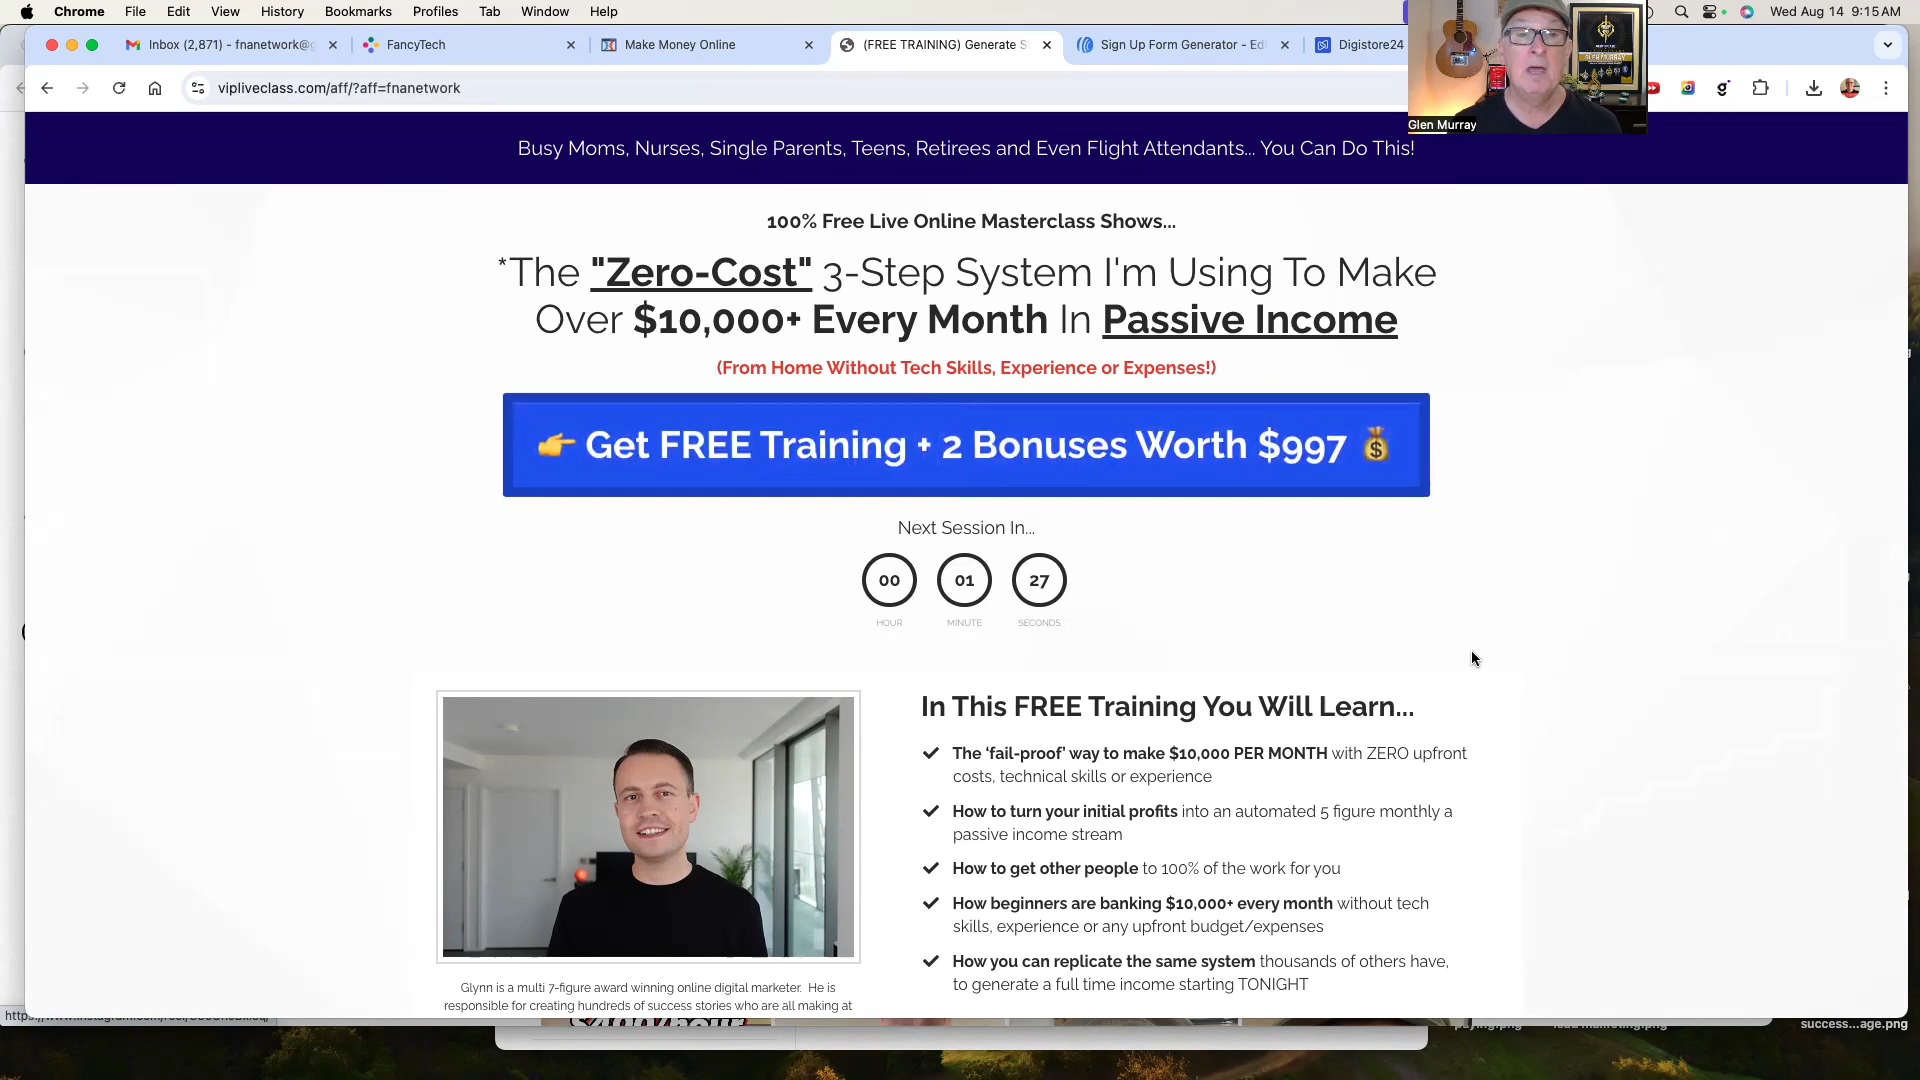 Chrome File Edit View History Bookmarks Profiles Tab Window Help
Wed Aug 14 9:15 AM
Inbox (2,871) - fnanetwork@g
FancyTech
Make Money Online
(FREE TRAINING) Generate S
Sign Up Form Generator - Ed
Digistore24
vipliveclass.com/aff/?aff=fnanetwork
Glen Murray
Busy Moms, Nurses, Single Parents, Teens, Retirees and Even Flight Attendants... You Can Do This!
100% Free Live Online Masterclass Shows...
*The "Zero-Cost" 3-Step System I'm Using To Make
Over $10,000+ Every Month In Passive Income
(From Home Without Tech Skills, Experience or Expenses!)
👉 Get FREE Training + 2 Bonuses Worth $997 💰
Next Session In...
00 01 27
HOUR MINUTE SECONDS
In This FREE Training You Will Learn...
The ‘fail-proof’ way to make $10,000 PER MONTH with ZERO upfront
costs, technical skills or experience
How to turn your initial profits into an automated 5 figure monthly a
passive income stream
How to get other people to 100% of the work for you
How beginners are banking $10,000+ every month without tech
skills, experience or any upfront budget/expenses
How you can replicate the same system thousands of others have,
to generate a full time income starting TONIGHT
Glynn is a multi 7-figure award winning online digital marketer. He is
responsible for creating hundreds of success stories who are all making at
success...age.png